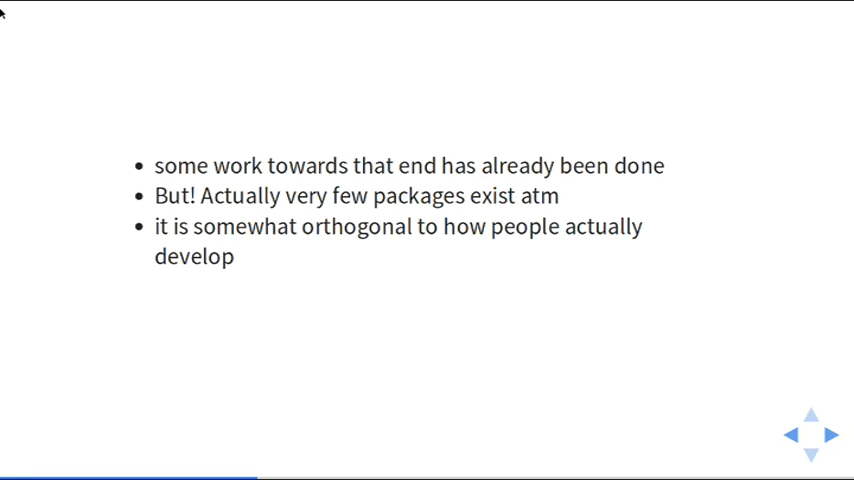 • some work towards that end has already been done
• But! Actually very few packages exist atm
• it is somewhat orthogonal to how people actually
develop